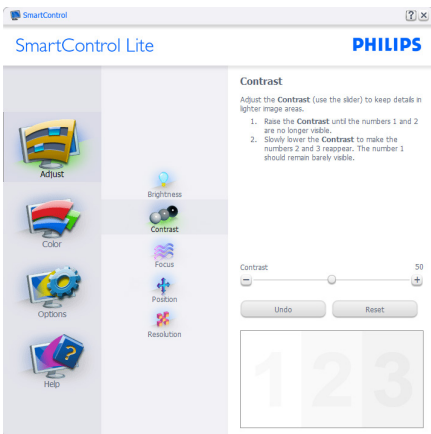 SmartControl
SmartControl Lite
PHILIPS
Adjust
Color
Options
Help
Brightness
Contrast
Focus
Position
Resolution
Contrast
Adjust the Contrast (use the slider) to keep details in
lighter image areas.
1. Raise the Contrast until the numbers 1 and 2
are no longer visible.
2. Slowly lower the Contrast to make the
numbers 2 and 3 reappear. The number 1
should remain barely visible.
Contrast 50
Undo Reset
1 2 3